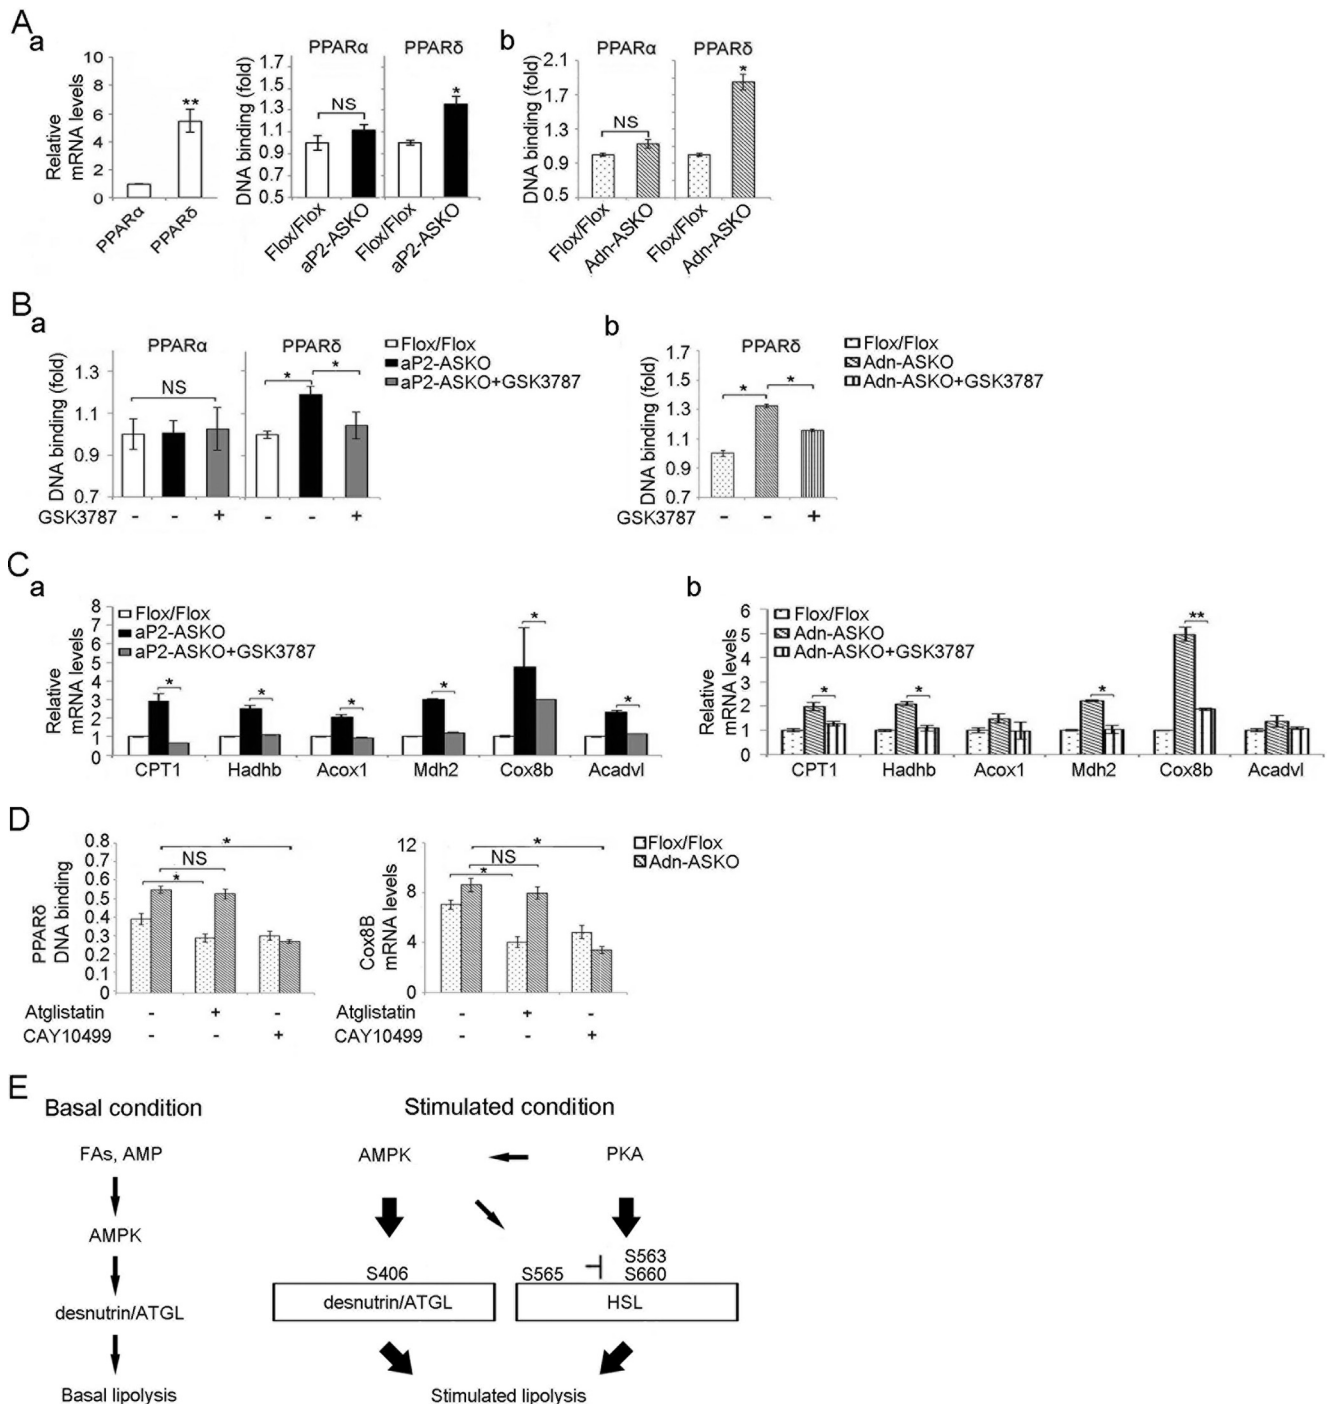 A
a
b
Relative
mRNA levels
10
8
6
4
2
0
**
PPARα
PPARδ
DNA binding (fold)
PPARα
PPARδ
1.7
1.5
1.3
1.1
0.9
0.7
0.5
NS
*
Flox/Flox
aP2-ASKO
Flox/Flox
aP2-ASKO
DNA binding (fold)
PPARα
PPARδ
2.1
1.7
1.3
0.9
0.5
NS
*
Flox/Flox
Adn-ASKO
Flox/Flox
Adn-ASKO
B
a
DNA binding (fold)
PPARα
PPARδ
1.3
1.1
0.9
0.7
NS
* *
Flox/Flox
aP2-ASKO
aP2-ASKO+GSK3787
GSK3787 - - + - - +
b
DNA binding (fold)
PPARδ
1.7
1.5
1.3
1.1
0.9
0.7
* *
Flox/Flox
Adn-ASKO
Adn-ASKO+GSK3787
GSK3787 - - +
C
a
Relative
mRNA levels
8
7
6
5
4
3
2
1
0
Flox/Flox
aP2-ASKO
aP2-ASKO+GSK3787
* * * * * *
CPT1 Hadhb Acox1 Mdh2 Cox8b Acadvl
b
Relative
mRNA levels
6
5
4
3
2
1
0
Flox/Flox
Adn-ASKO
Adn-ASKO+GSK3787
* * * **
CPT1 Hadhb Acox1 Mdh2 Cox8b Acadvl
D
PPARδ
DNA binding
0.8
0.7
0.6
0.5
0.4
0.3
0.2
0.1
0
*
NS
*
Atglistatin - + -
CAY10499 - - +
Cox8B
mRNA levels
12
8
4
0
*
NS
*
Atglistatin - + -
CAY10499 - - +
Flox/Flox
Adn-ASKO
E
Basal condition
FAs, AMP
AMPK
desnutrin/ATGL
Basal lipolysis
Stimulated condition
AMPK PKA
S406
S565
S563
S660
desnutrin/ATGL
HSL
Stimulated lipolysis